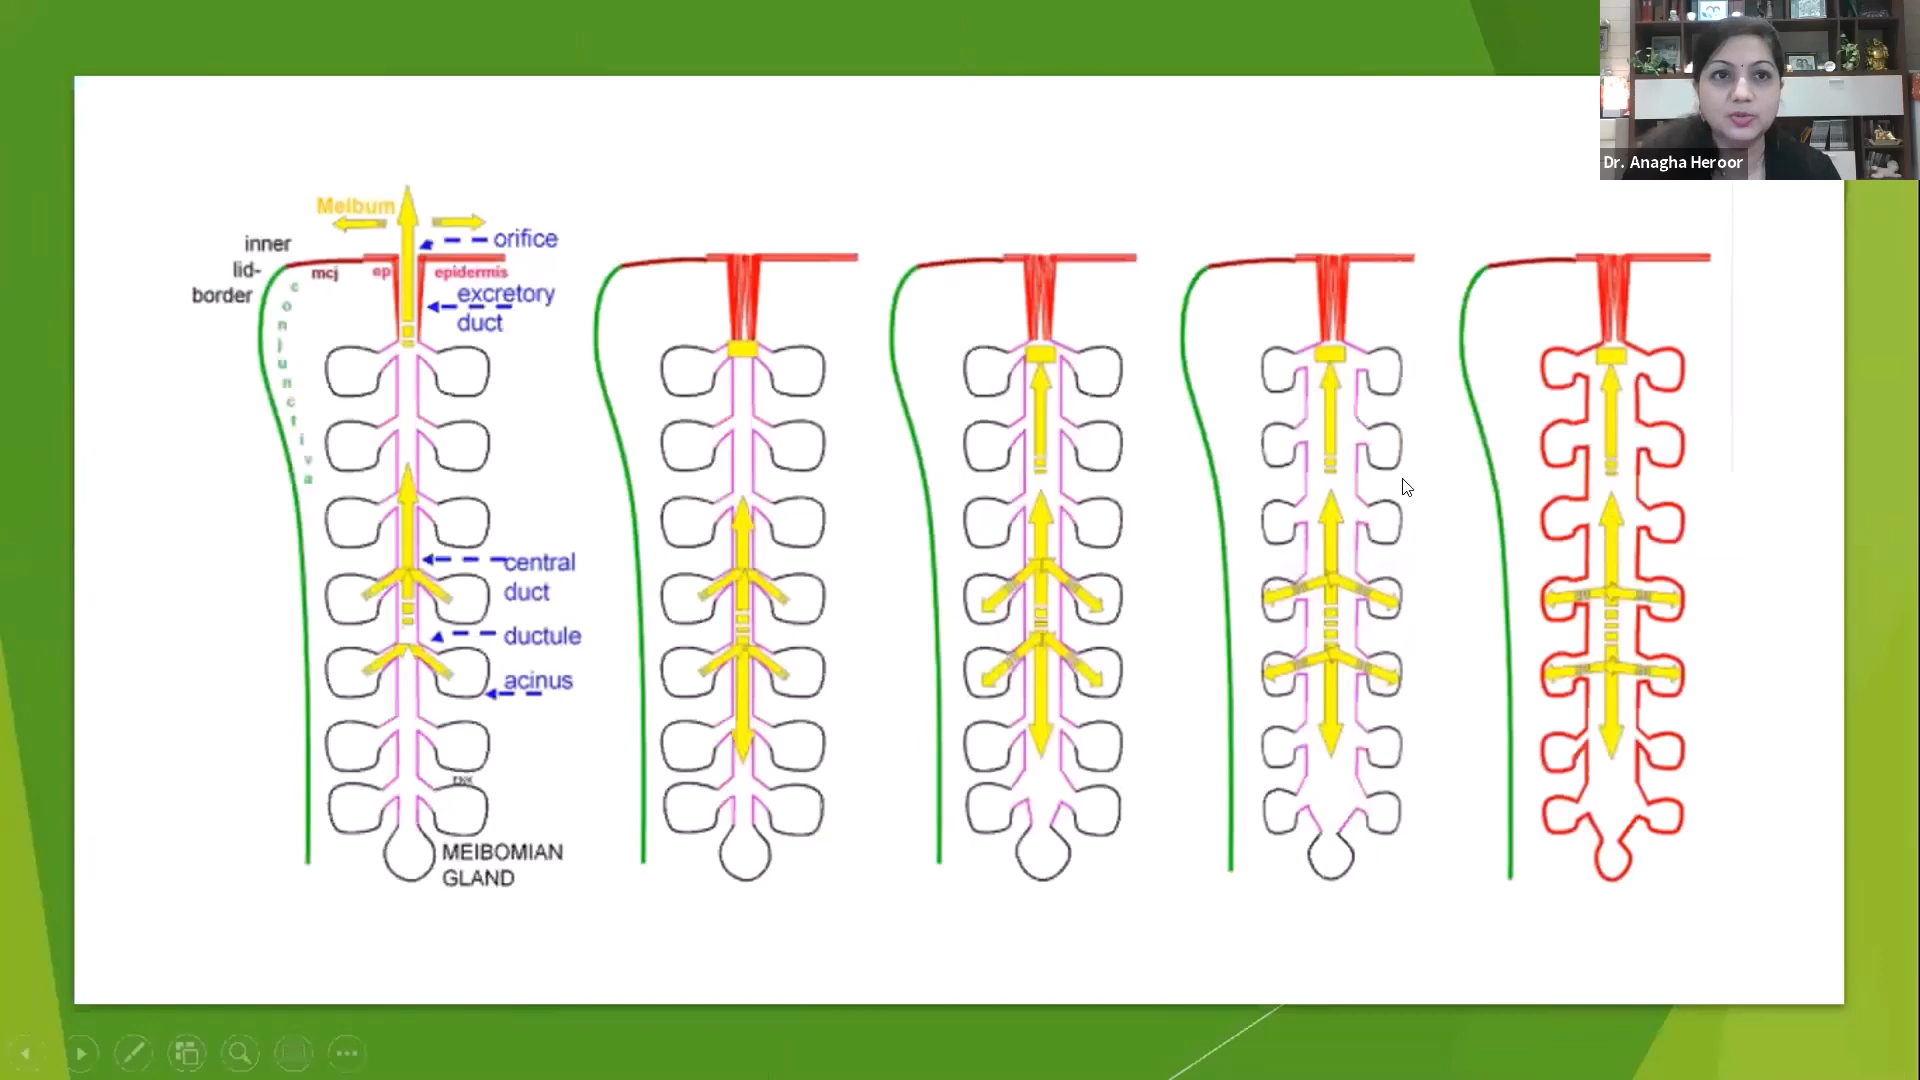 Dr. Anagha Heroor
Meibum
orifice
inner
lid-
border
mcj
ep
epidermis
excretory
duct
conjunctiva
central
duct
ductule
acinus
MEIBOMIAN
GLAND